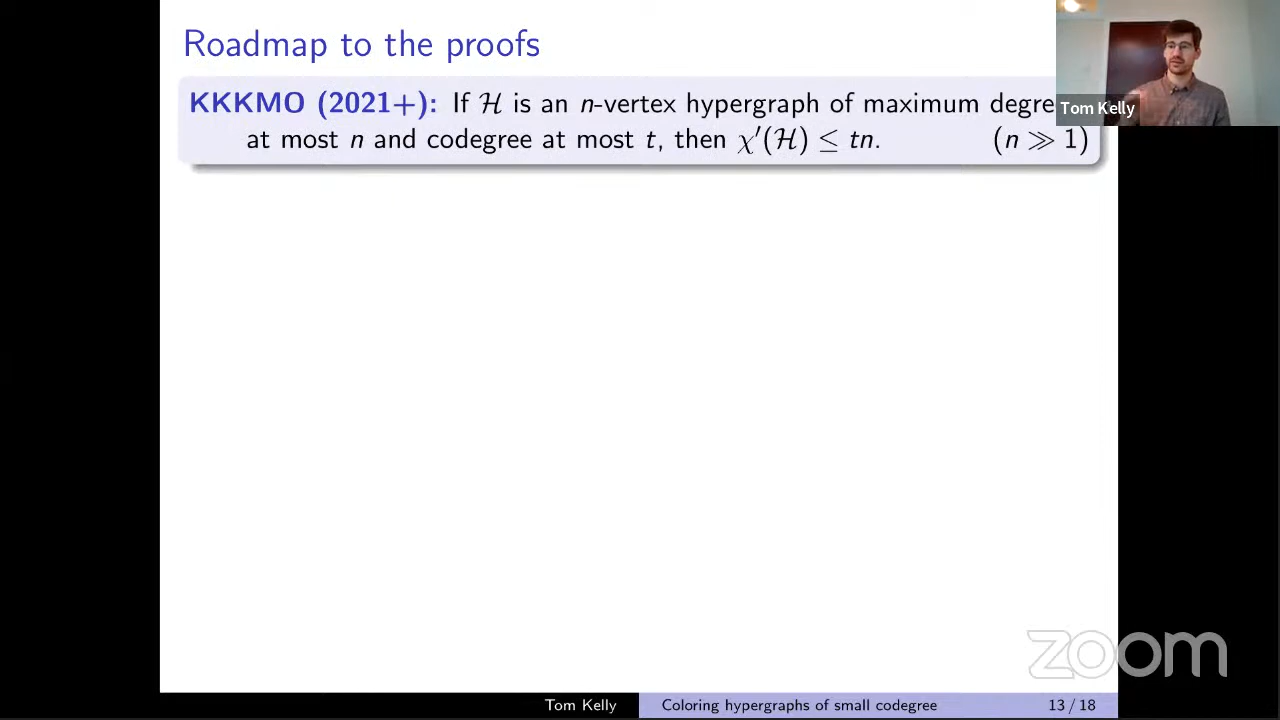 Roadmap to the proofs
KKKMO (2021+): If ℋ is an n-vertex hypergraph of maximum degre
at most n and codegree at most t, then χ′(ℋ) ≤ tn. (n ≫ 1)
Tom Kelly
zoom
Tom Kelly Coloring hypergraphs of small codegree 13 / 18